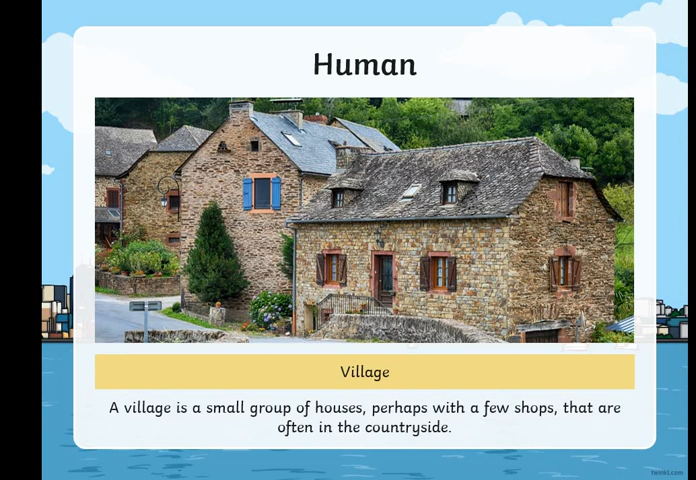 Human
Village
A village is a small group of houses, perhaps with a few shops, that are
often in the countryside.
twinkl.com